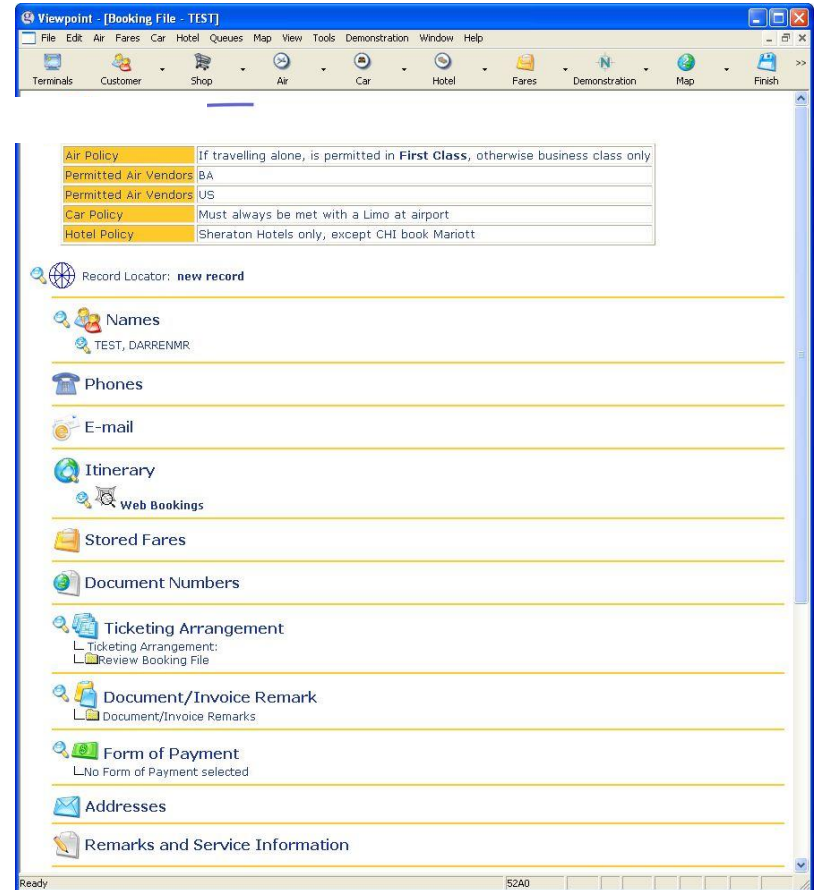 Viewpoint - [Booking File - TEST]
File Edit Air Fares Car Hotel Queues Map View Tools Demonstration Window Help
Terminals Customer Shop Air Car Hotel Fares Demonstration Map Finish
Air Policy If travelling alone, is permitted in First Class, otherwise business class only
Permitted Air Vendors BA
Permitted Air Vendors US
Car Policy Must always be met with a Limo at airport
Hotel Policy Sheraton Hotels only, except CHI book Mariott
Record Locator: new record
Names
TEST, DARRENMR
Phones
E-mail
Itinerary
Web Bookings
Stored Fares
Document Numbers
Ticketing Arrangement
Ticketing Arrangement:
Review Booking File
Document/Invoice Remark
Document/Invoice Remarks
Form of Payment
No Form of Payment selected
Addresses
Remarks and Service Information
Ready 52A0